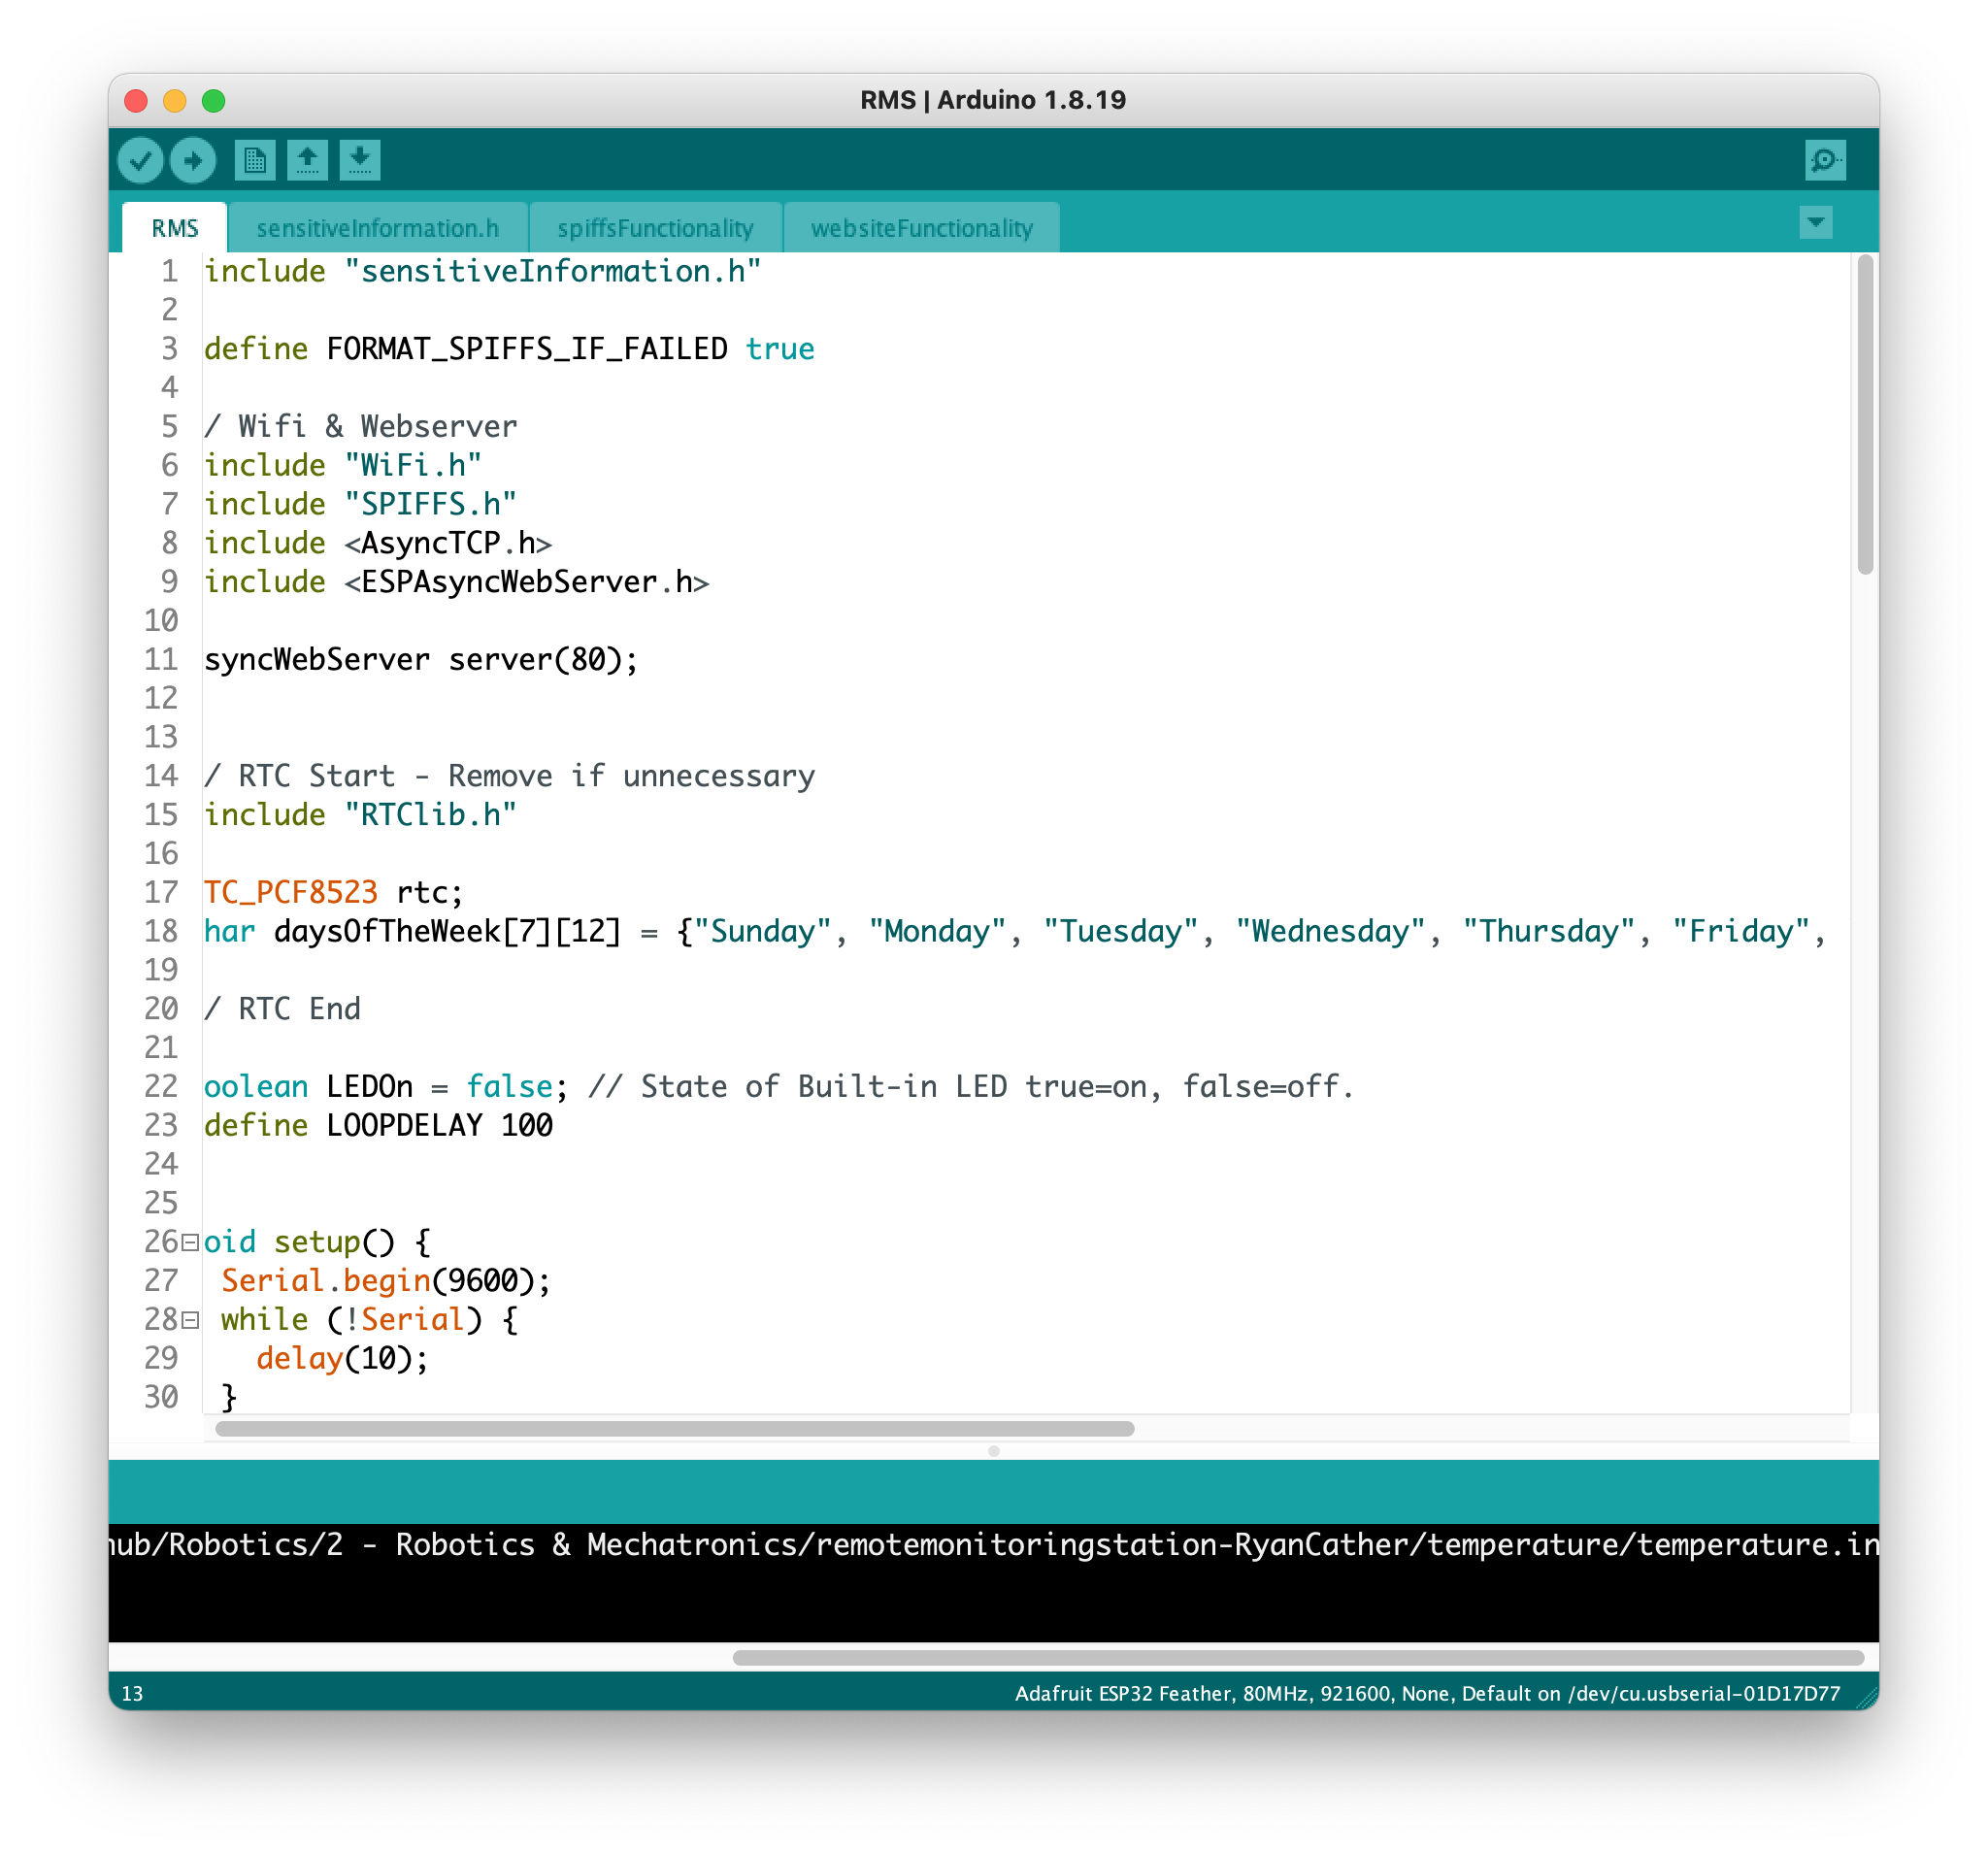 RMS | Arduino 1.8.19
RMS
sensitiveInformation.h
spiffsFunctionality
websiteFunctionality
1 include "sensitiveInformation.h"
2
3 define FORMAT_SPIFFS_IF_FAILED true
4
5 / Wifi & Webserver
6 include "WiFi.h"
7 include "SPIFFS.h"
8 include <AsyncTCP.h>
9 include <ESPAsyncWebServer.h>
10
11 syncWebServer server(80);
12
13
14 / RTC Start - Remove if unnecessary
15 include "RTClib.h"
16
17 TC_PCF8523 rtc;
18 har daysOfTheWeek[7][12] = {"Sunday", "Monday", "Tuesday", "Wednesday", "Thursday", "Friday",
19
20 / RTC End
21
22 oolean LEDOn = false; // State of Built-in LED true=on, false=off.
23 define LOOPDELAY 100
24
25
26 oid setup() {
27 Serial.begin(9600);
28 while (!Serial) {
29 delay(10);
30 }
hub/Robotics/2 - Robotics & Mechatronics/remotemonitoringstation-RyanCather/temperature/temperature.in
13
Adafruit ESP32 Feather, 80MHz, 921600, None, Default on /dev/cu.usbserial-01D17D77